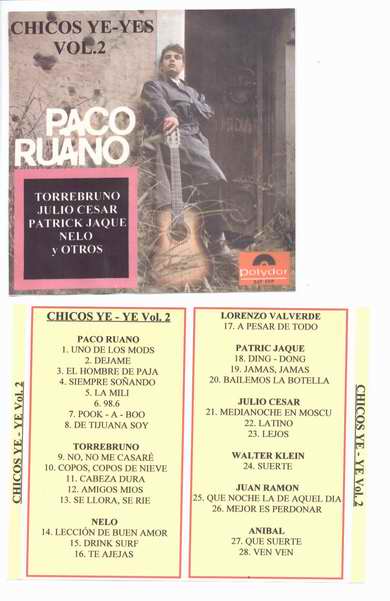 CHICOS YE-YES
VOL.2
PACO
RUANO
TORREBRUNO
JULIO CESAR
PATRICK JAQUE
NELO
y OTROS
polydor
CHICOS YE - YE Vol. 2
CHICOS YE - YE Vol. 2
PACO RUANO
1. UNO DE LOS MODS
2. DEJAME
3. EL HOMBRE DE PAJA
4. SIEMPRE SOÑANDO
5. LA MILI
6. 98.6
7. POOK - A - BOO
8. DE TIJUANA SOY
TORREBRUNO
9. NO, NO ME CASARÉ
10. COPOS, COPOS DE NIEVE
11. CABEZA DURA
12. AMIGOS MIOS
13. SE LLORA, SE RIE
NELO
14. LECCIÓN DE BUEN AMOR
15. DRINK SURF
16. TE AJEJAS
LORENZO VALVERDE
17. A PESAR DE TODO
PATRIC JAQUE
18. DING - DONG
19. JAMAS, JAMAS
20. BAILEMOS LA BOTELLA
JULIO CESAR
21. MEDIANOCHE EN MOSCU
22. LATINO
23. LEJOS
WALTER KLEIN
24. SUERTE
JUAN RAMON
25. QUE NOCHE LA DE AQUEL DIA
26. MEJOR ES PERDONAR
ANIBAL
27. QUE SUERTE
28. VEN VEN
CHICOS YE - YE Vol. 2